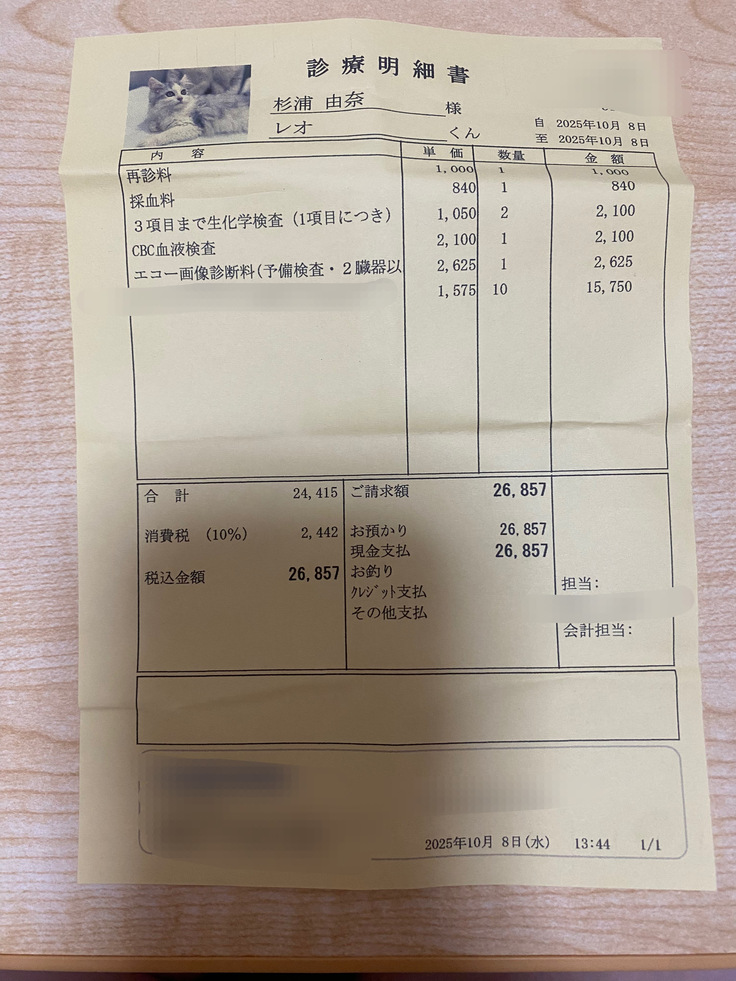 診療明細書
杉浦 由奈 様
レオ くん
自 2025年10月 8日
至 2025年10月 8日
内 容 単 価 数量 金 額
再診料 1,000 1 1,000
採血料 840 1 840
3項目まで生化学検査(1項目につき) 1,050 2 2,100
CBC血液検査 2,100 1 2,100
エコー画像診断料(予備検査・2臓器以 2,625 1 2,625
1,575 10 15,750
合 計 24,415 ご請求額 26,857
消費税 (10%) 2,442 お預かり 26,857
現金支払 26,857
税込金額 26,857 お釣り
クレジット支払 担当:
その他支払
会計担当:
2025年10月 8日(水) 13:44 1/1